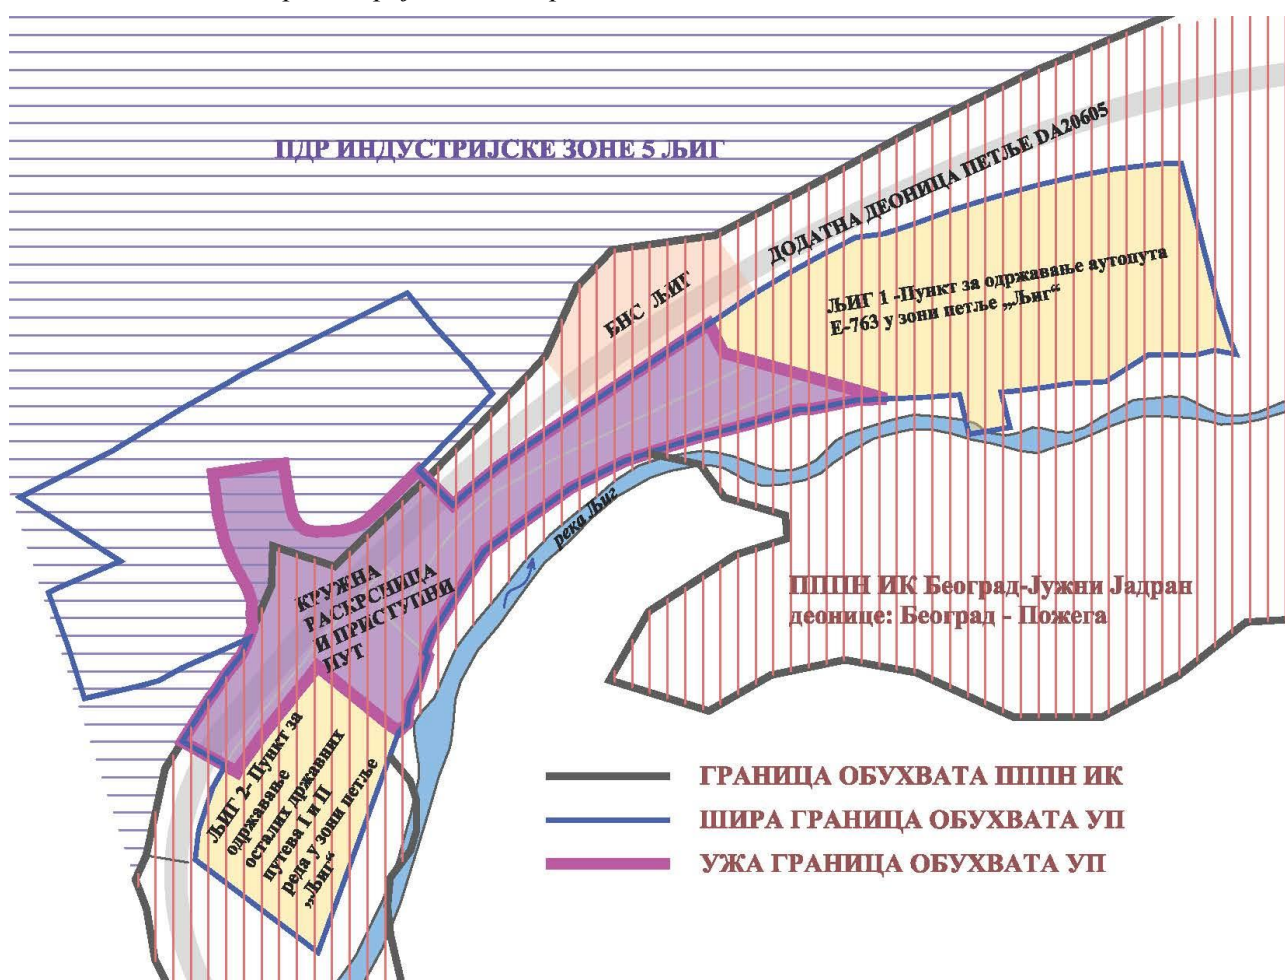 ПДР ИНДУСТРИЈСКЕ ЗОНЕ 5 ЉИГ
ДОДАТНА ДЕОНИЦА ПЕТЉЕ DA20605
БНС ЉИГ
ЉИГ 1 -Пункт за одржавање аутопута
Е-763 у зони петље „Љиг“
река Љиг
КРУЖНА
РАСКРСНИЦА
И ПРИСТУПНИ
ПУТ
ПППН ИК Београд-Јужни Јадран
деонице: Београд - Пожега
ЉИГ 2- Пункт за
одржавање
осталих државних
путева I и II
реда у зони петље
„Љиг“
ГРАНИЦА ОБУХВАТА ПППН ИК
ШИРА ГРАНИЦА ОБУХВАТА УП
УЖА ГРАНИЦА ОБУХВАТА УП